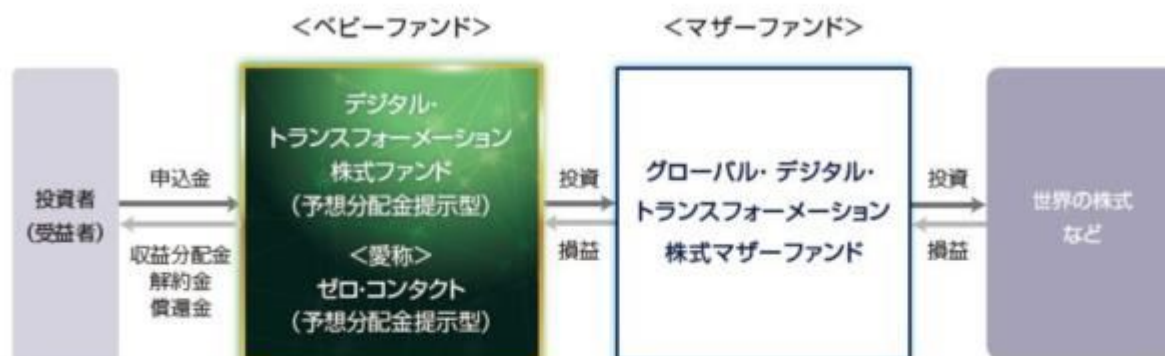 <ベビーファンド>
<マザーファンド>
投資者
(受益者)
申込金
収益分配金
解約金
償還金
デジタル・
トランスフォーメーション
株式ファンド
(予想分配金提示型)
<愛称>
ゼロ・コンタクト
(予想分配金提示型)
投資
損益
グローバル・デジタル・
トランスフォーメーション
株式マザーファンド
投資
損益
世界の株式
など